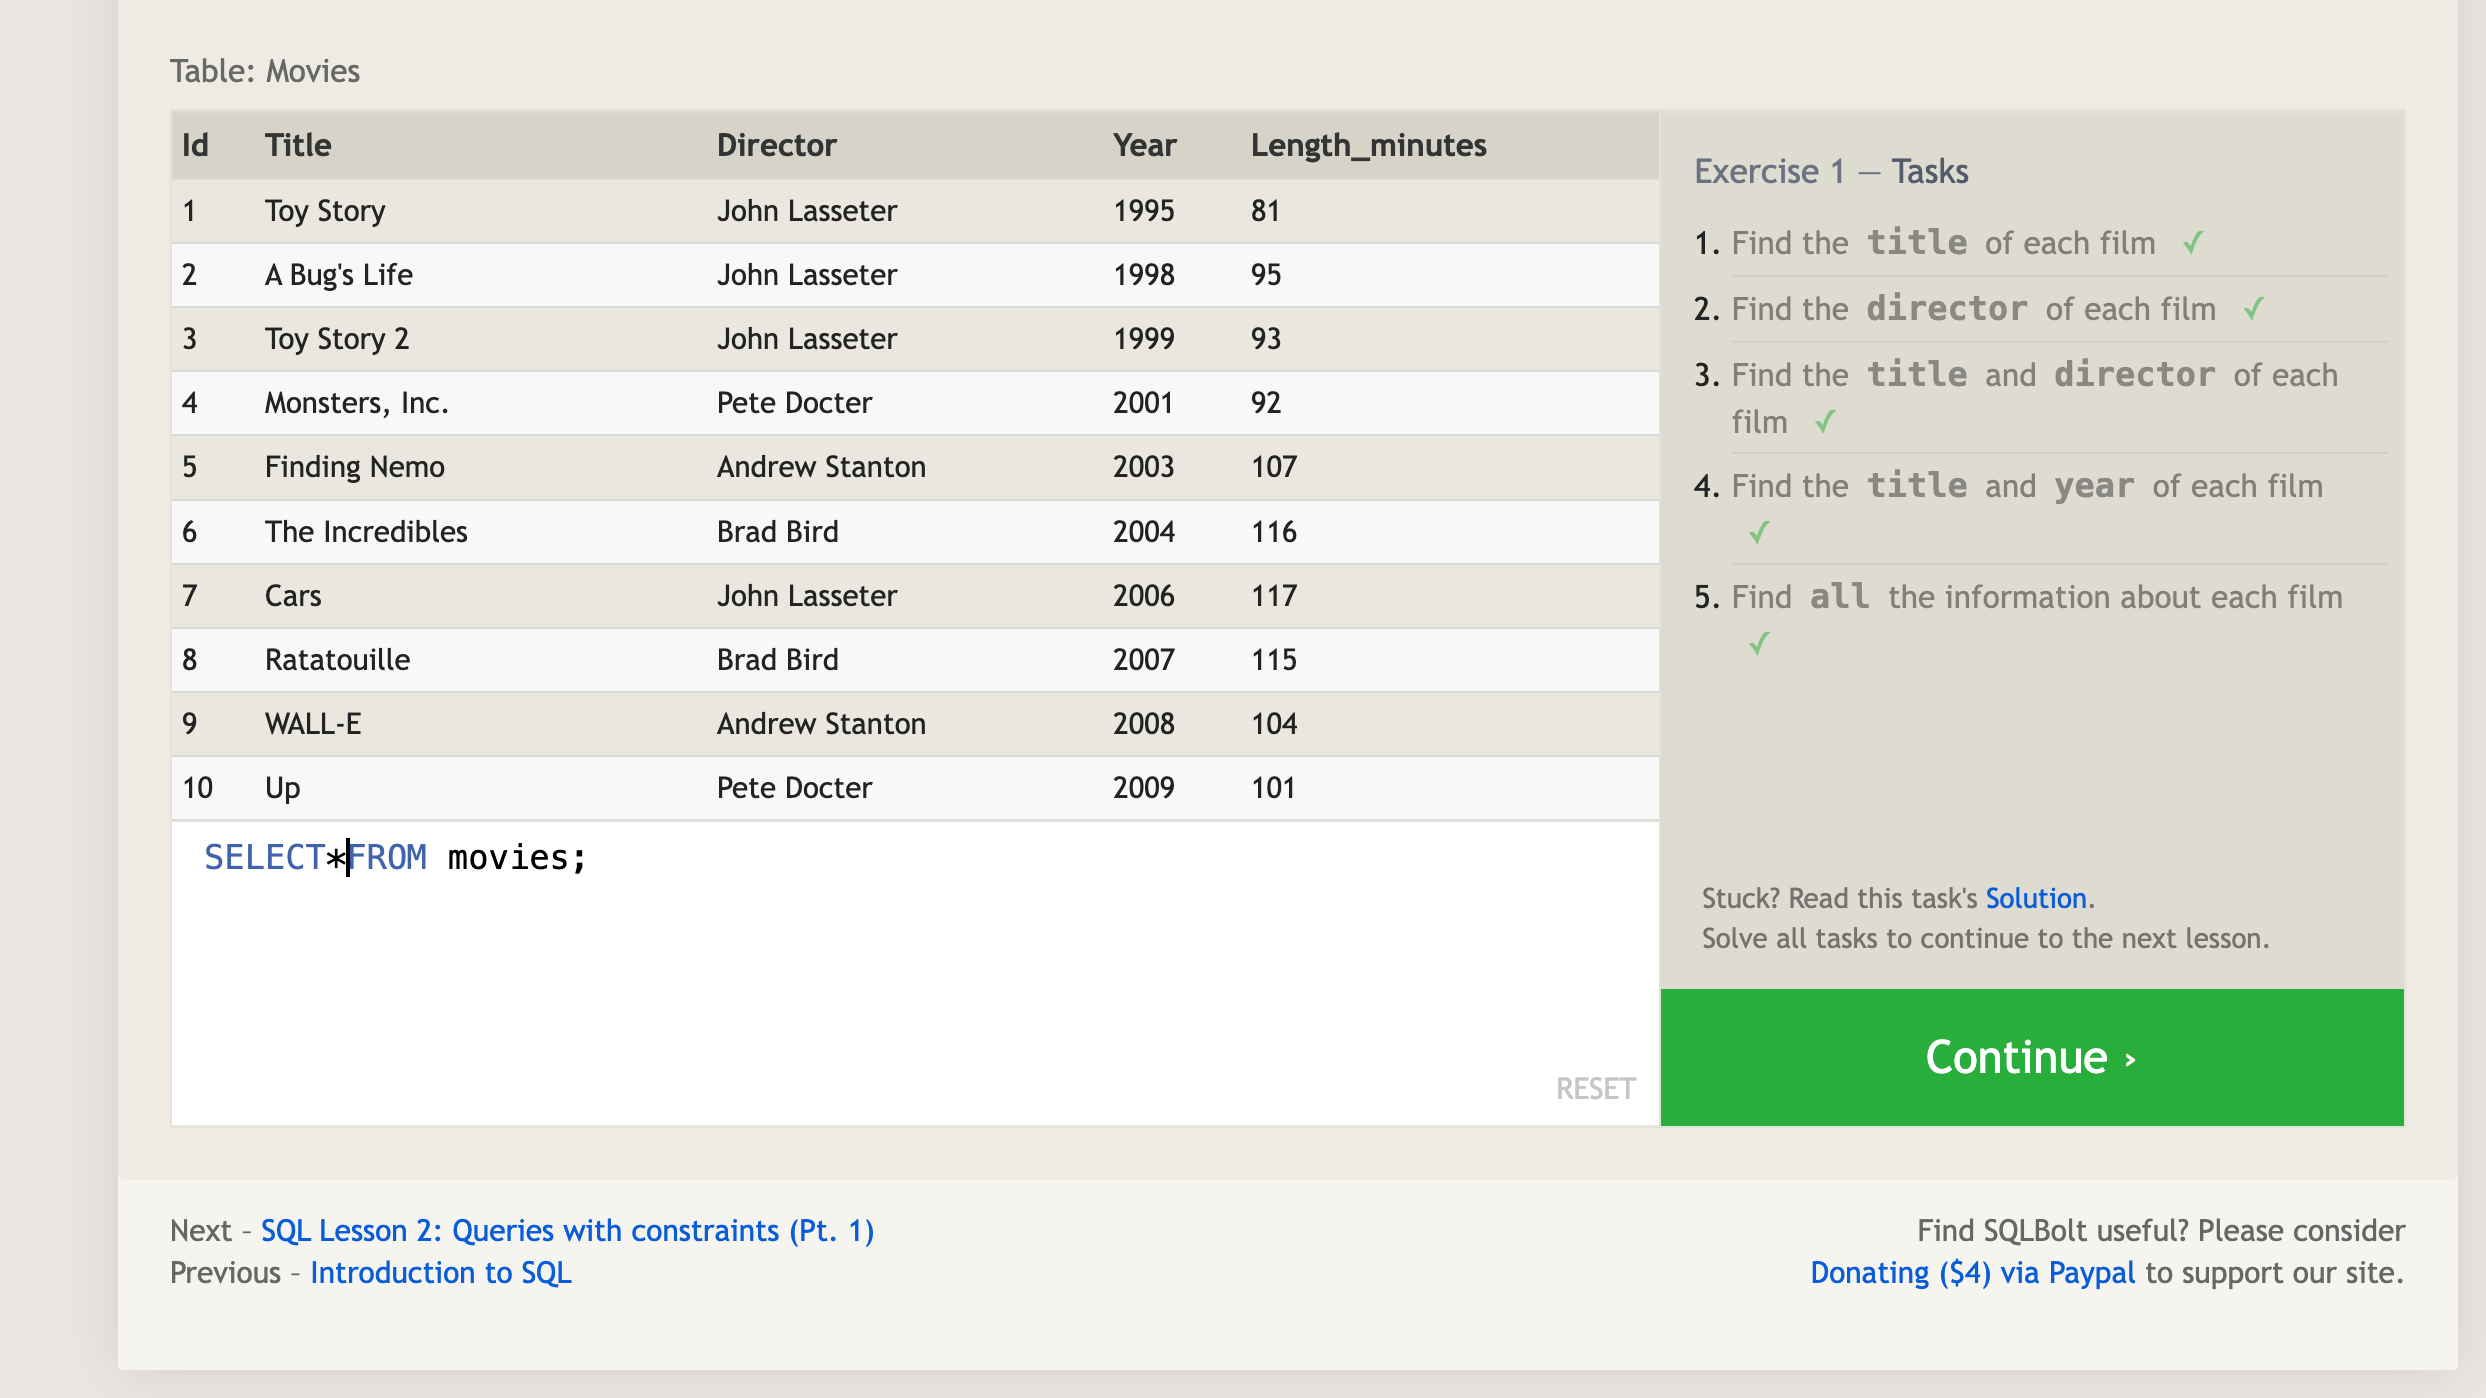 Table: Movies
Id Title Director Year Length_minutes
1 Toy Story John Lasseter 1995 81
2 A Bug's Life John Lasseter 1998 95
3 Toy Story 2 John Lasseter 1999 93
4 Monsters, Inc. Pete Docter 2001 92
5 Finding Nemo Andrew Stanton 2003 107
6 The Incredibles Brad Bird 2004 116
7 Cars John Lasseter 2006 117
8 Ratatouille Brad Bird 2007 115
9 WALL-E Andrew Stanton 2008 104
10 Up Pete Docter 2009 101
SELECT*FROM movies;
RESET
Exercise 1 — Tasks
1. Find the title of each film ✓
2. Find the director of each film ✓
3. Find the title and director of each
film ✓
4. Find the title and year of each film
✓
5. Find all the information about each film
✓
Stuck? Read this task's Solution.
Solve all tasks to continue to the next lesson.
Continue ›
Next – SQL Lesson 2: Queries with constraints (Pt. 1)
Previous – Introduction to SQL
Find SQLBolt useful? Please consider
Donating ($4) via Paypal to support our site.